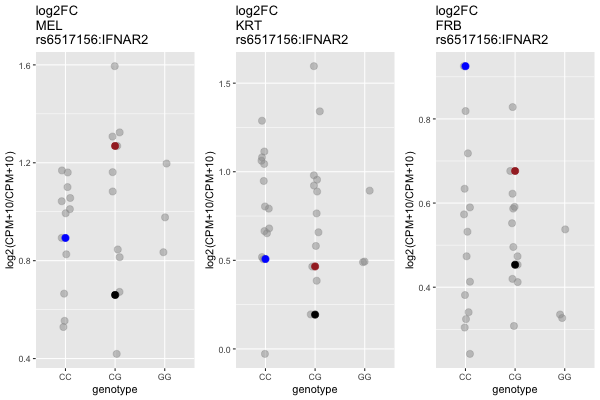 log2FC
MEL
rs6517156:IFNAR2
log2(CPM+10/CPM+10)
1.6
1.2
0.8
0.4
CC CG GG
genotype
log2FC
KRT
rs6517156:IFNAR2
log2(CPM+10/CPM+10)
1.5
1.0
0.5
0.0
CC CG GG
genotype
log2FC
FRB
rs6517156:IFNAR2
log2(CPM+10/CPM+10)
0.8
0.6
0.4
CC CG GG
genotype